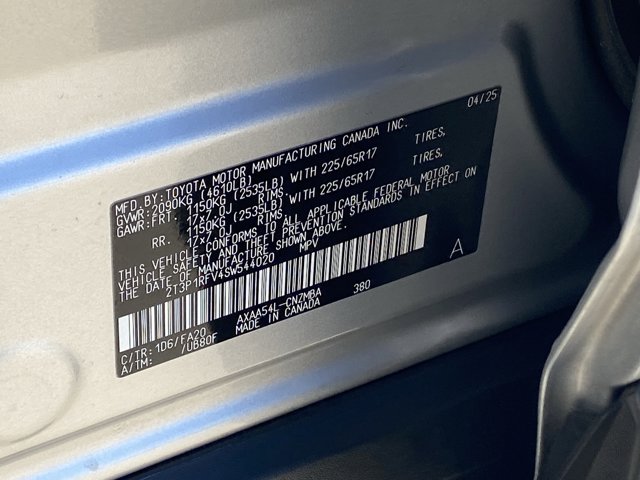 04/25
MFD.BY:TOYOTA MOTOR MANUFACTURING CANADA INC.
GVWR:2090KG (4610LB)
GAWR:FRT. 1150KG (2535LB) WITH 225/65R17 TIRES,
17x7.0J RIMS
RR. 1150KG (2535LB) WITH 225/65R17 TIRES,
17x7.0J RIMS
THIS VEHICLE CONFORMS TO ALL APPLICABLE FEDERAL MOTOR
VEHICLE SAFETY AND THEFT PREVENTION STANDARDS IN EFFECT ON
THE DATE OF MANUFACTURE SHOWN ABOVE.
2T3P1RFV4SW544020 MPV
A
AXAA54L-CNZMBA 380
MADE IN CANADA
C/TR:1D6/FA20
A/TM: /UB80F